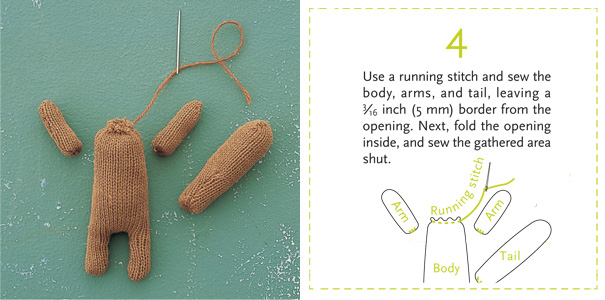 4
Use a running stitch and sew the
body, arms, and tail, leaving a
3⁄16 inch (5 mm) border from the
opening. Next, fold the opening
inside, and sew the gathered area
shut.
Running stitch
Arm
Arm
Body
Tail